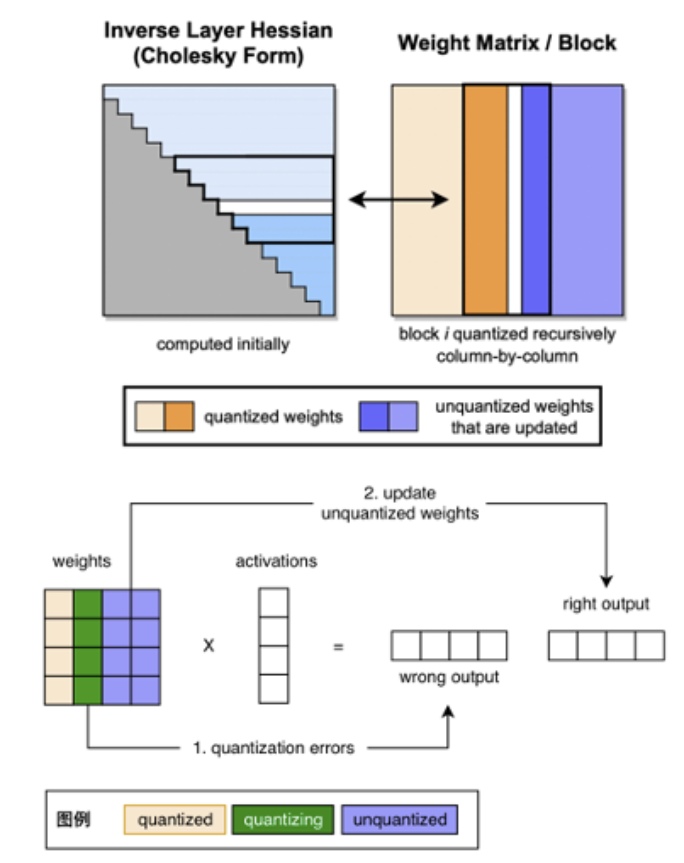 Inverse Layer Hessian
(Cholesky Form)
Weight Matrix / Block
computed initially
block i quantized recursively
column-by-column
quantized weights
unquantized weights
that are updated
2. update
unquantized weights
weights
activations
right output
X
=
wrong output
1. quantization errors
图例
quantized
quantizing
unquantized